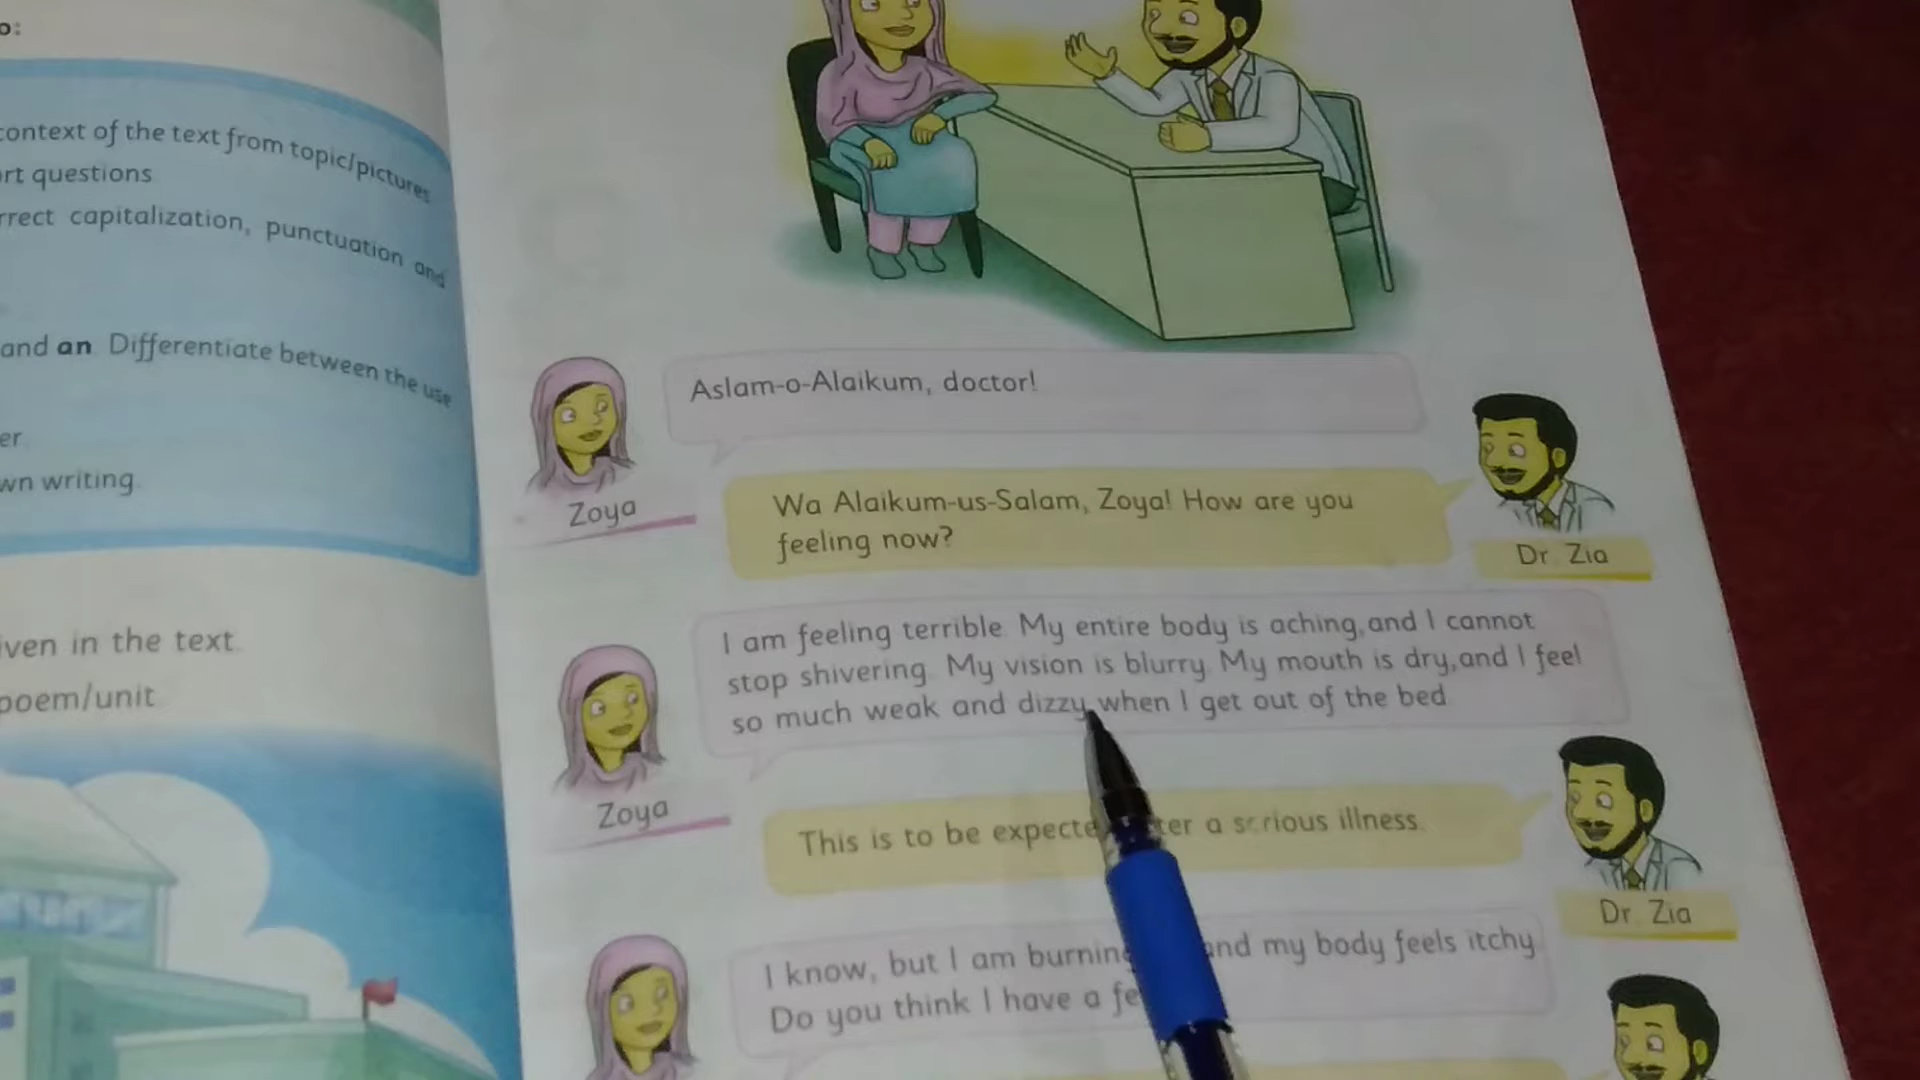 o:
context of the text from topic/pictures
rt questions
rrect capitalization, punctuation and
and an Differentiate between the use
er.
wn writing.
iven in the text.
poem/unit
Aslam-o-Alaikum, doctor!
Zoya
Wa Alaikum-us-Salam, Zoya! How are you
feeling now?
Dr. Zia
I am feeling terrible. My entire body is aching, and I cannot
stop shivering. My vision is blurry. My mouth is dry, and I feel
so much weak and dizzy when I get out of the bed
Zoya
This is to be expecte ter a serious illness.
Dr. Zia
I know, but I am burning and my body feels itchy
Do you think I have a fe